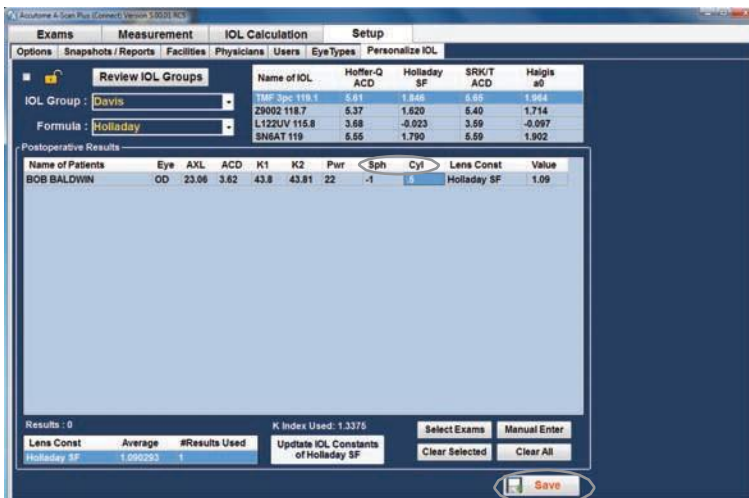 Accutome A-Scan Plus (Connect) Version 5.00.01 RC5
Exams Measurement IOL Calculation Setup
Options Snapshots / Reports Facilities Physicians Users EyeTypes Personalize IOL
Review IOL Groups
IOL Group : Davis
Formula : Holladay
Name of IOL Hoffer-Q ACD Holladay SF SRK/T ACD Haigis a0
TMF 3pc 119.1 5.61 1.846 5.65 1.964
Z9002 118.7 5.37 1.620 5.40 1.714
L122UV 115.8 3.68 -0.023 3.59 -0.097
SN6AT 119 5.55 1.790 5.59 1.902
Postoperative Results
Name of Patients Eye AXL ACD K1 K2 Pwr Sph Cyl Lens Const Value
BOB BALDWIN OD 23.06 3.62 43.8 43.81 22 -1 .5 Holladay SF 1.09
Results : 0
K Index Used: 1.3375
Lens Const Average #Results Used
Holladay SF 1.090293 1
Updtate IOL Constants
of Holladay SF
Select Exams Manual Enter
Clear Selected Clear All
Save